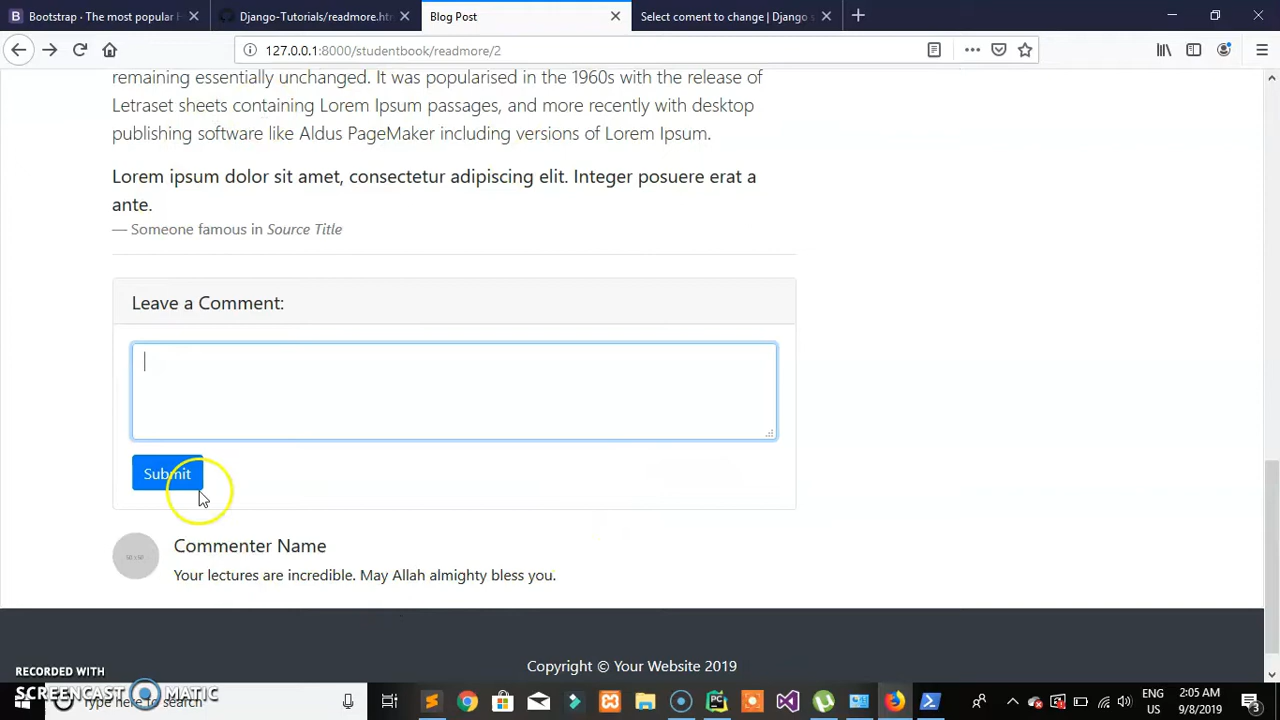 Bootstrap · The most popular
Django-Tutorials/readmore.ht
Blog Post
Select coment to change | Django s
127.0.0.1:8000/studentbook/readmore/2
remaining essentially unchanged. It was popularised in the 1960s with the release of
Letraset sheets containing Lorem Ipsum passages, and more recently with desktop
publishing software like Aldus PageMaker including versions of Lorem Ipsum.
Lorem ipsum dolor sit amet, consectetur adipiscing elit. Integer posuere erat a
ante.
— Someone famous in Source Title
Leave a Comment:
Submit
Commenter Name
Your lectures are incredible. May Allah almighty bless you.
Copyright © Your Website 2019
RECORDED WITH
SCREENCAST MATIC
Type here to search
ENG
US
2:05 AM
9/8/2019
3